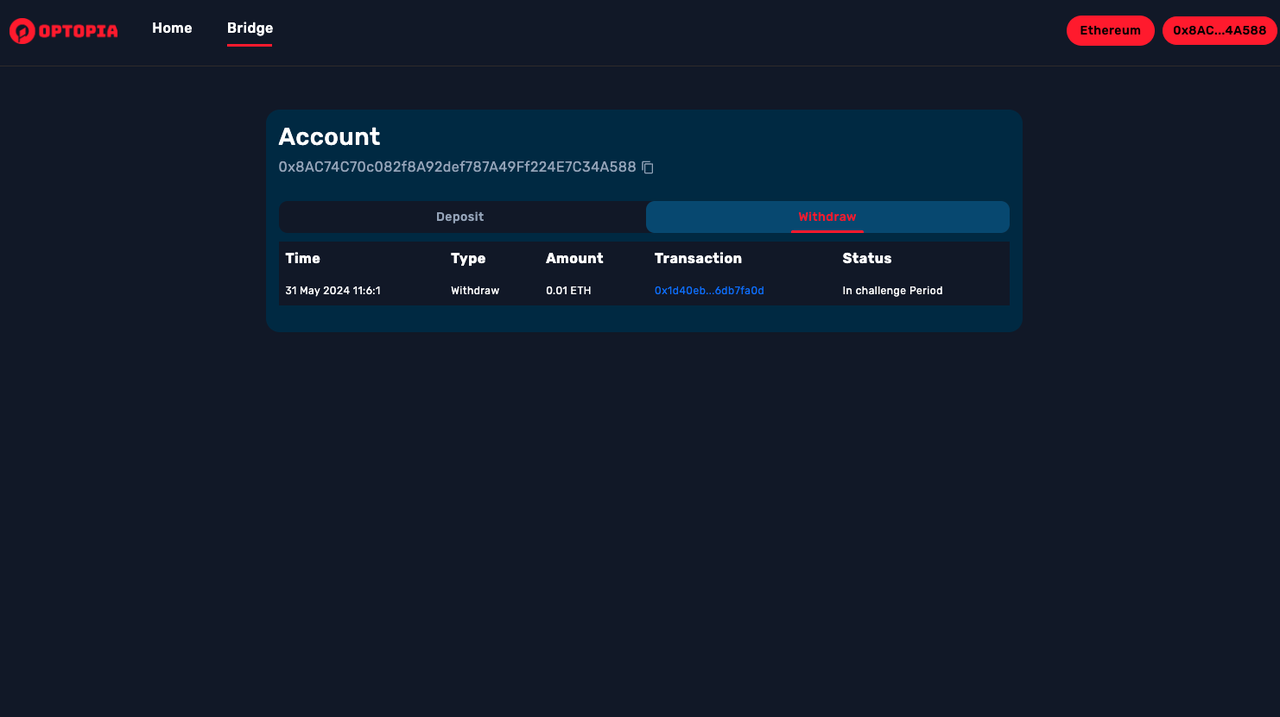 OPTOPIA Home Bridge Ethereum 0x8AC...4A588
Account
0x8AC74C70c082f8A92def787A49Ff224E7C34A588
Deposit Withdraw
Time Type Amount Transaction Status
31 May 2024 11:6:1 Withdraw 0.01 ETH 0x1d40eb...6db7fa0d In challenge Period